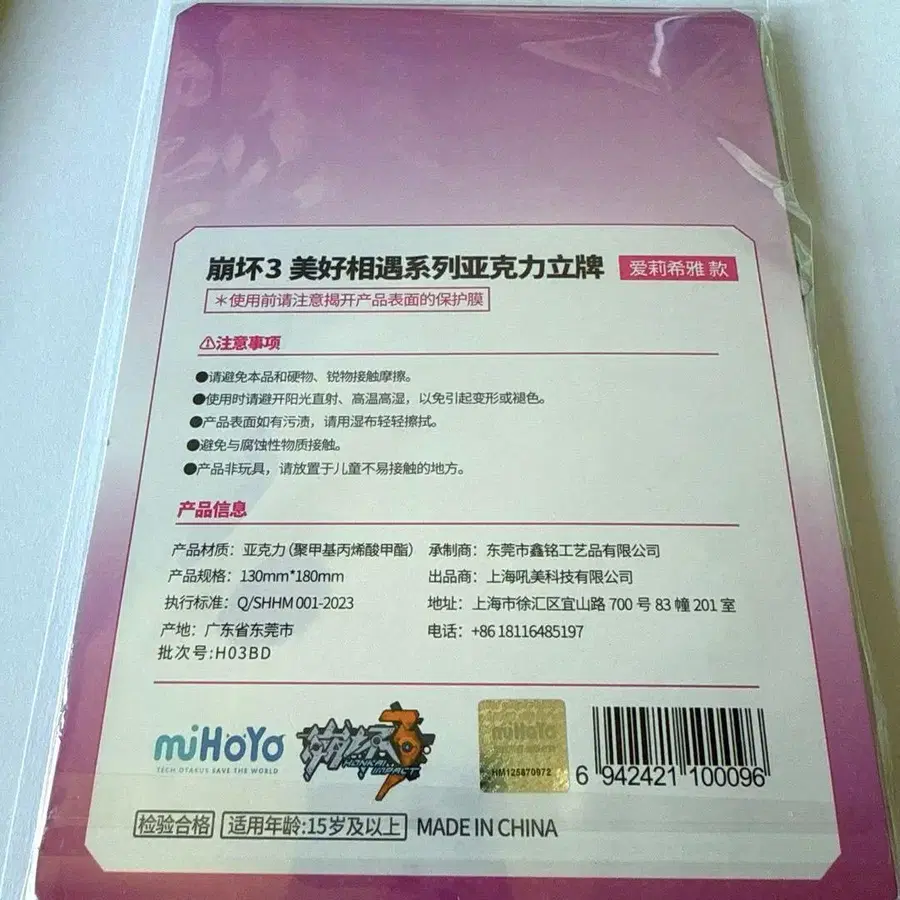 崩坏3 美好相遇系列亚克力立牌 爱莉希雅 款
＊使用前请注意揭开产品表面的保护膜
⚠注意事项
●请避免本品和硬物、锐物接触摩擦。
●使用时请避开阳光直射、高温高湿，以免引起变形或褪色。
●产品表面如有污渍，请用湿布轻轻擦拭。
●避免与腐蚀性物质接触。
●产品非玩具，请放置于儿童不易接触的地方。
产品信息
产品材质：亚克力（聚甲基丙烯酸甲酯）
产品规格：130mm*180mm
执行标准：Q/SHHM 001-2023
产地：广东省东莞市
批次号:H03BD
承制商：东莞市鑫铭工艺品有限公司
出品商：上海吼美科技有限公司
地址：上海市徐汇区宜山路 700 号 83 幢 201 室
电话：+86 18116485197
miHoYo
TECH OTAKUS SAVE THE WORLD
崩坏3
HONKAI IMPACT
miHoYo
HM125870972
6 942421 100096
检验合格 适用年龄:15岁及以上 MADE IN CHINA